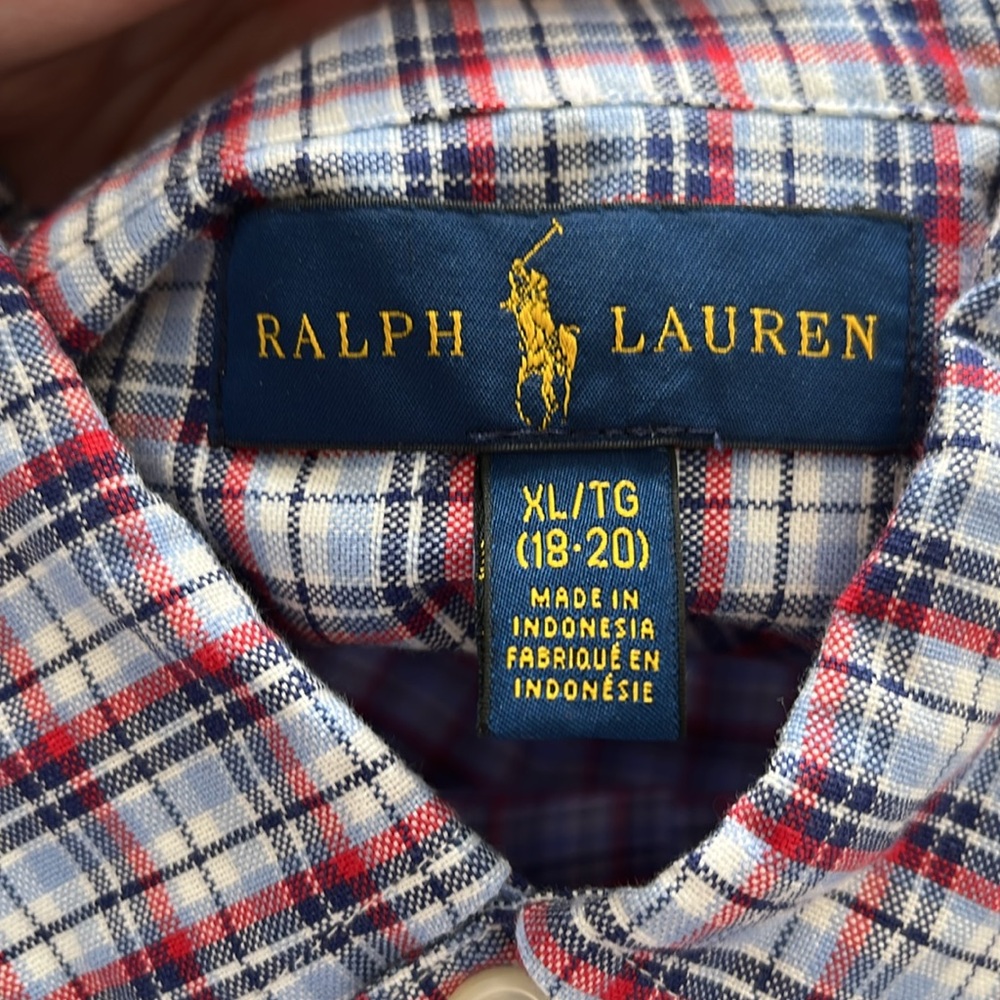 RALPH LAUREN
XL/TG
(18·20)
MADE IN
INDONESIA
FABRIQUÉ EN
INDONÉSIE